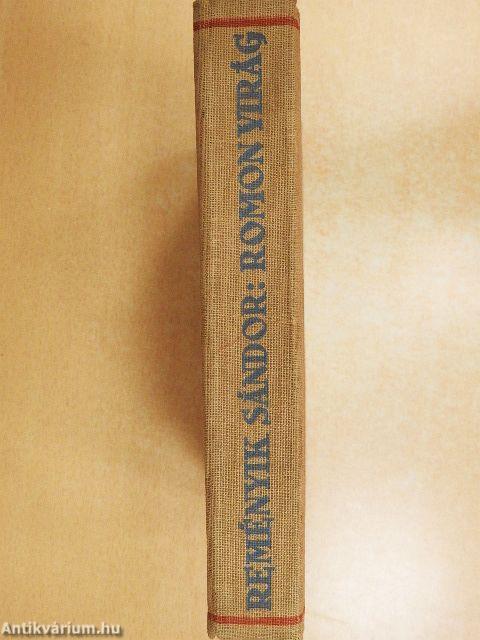 REMÉNYIK SÁNDOR: ROMON VIRÁG
Antikvárium.hu